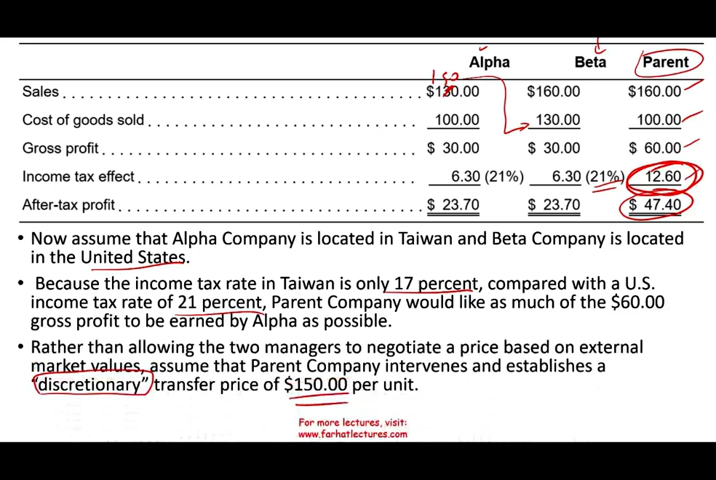 Alpha Beta Parent
150
Sales $130.00 $160.00 $160.00
Cost of goods sold 100.00 130.00 100.00
Gross profit $ 30.00 $ 30.00 $ 60.00
Income tax effect 6.30 (21%) 6.30 (21%) 12.60
After-tax profit $ 23.70 $ 23.70 $ 47.40
• Now assume that Alpha Company is located in Taiwan and Beta Company is located
in the United States.
• Because the income tax rate in Taiwan is only 17 percent, compared with a U.S.
income tax rate of 21 percent, Parent Company would like as much of the $60.00
gross profit to be earned by Alpha as possible.
• Rather than allowing the two managers to negotiate a price based on external
market values, assume that Parent Company intervenes and establishes a
“discretionary” transfer price of $150.00 per unit.
For more lectures, visit:
www.farhatlectures.com